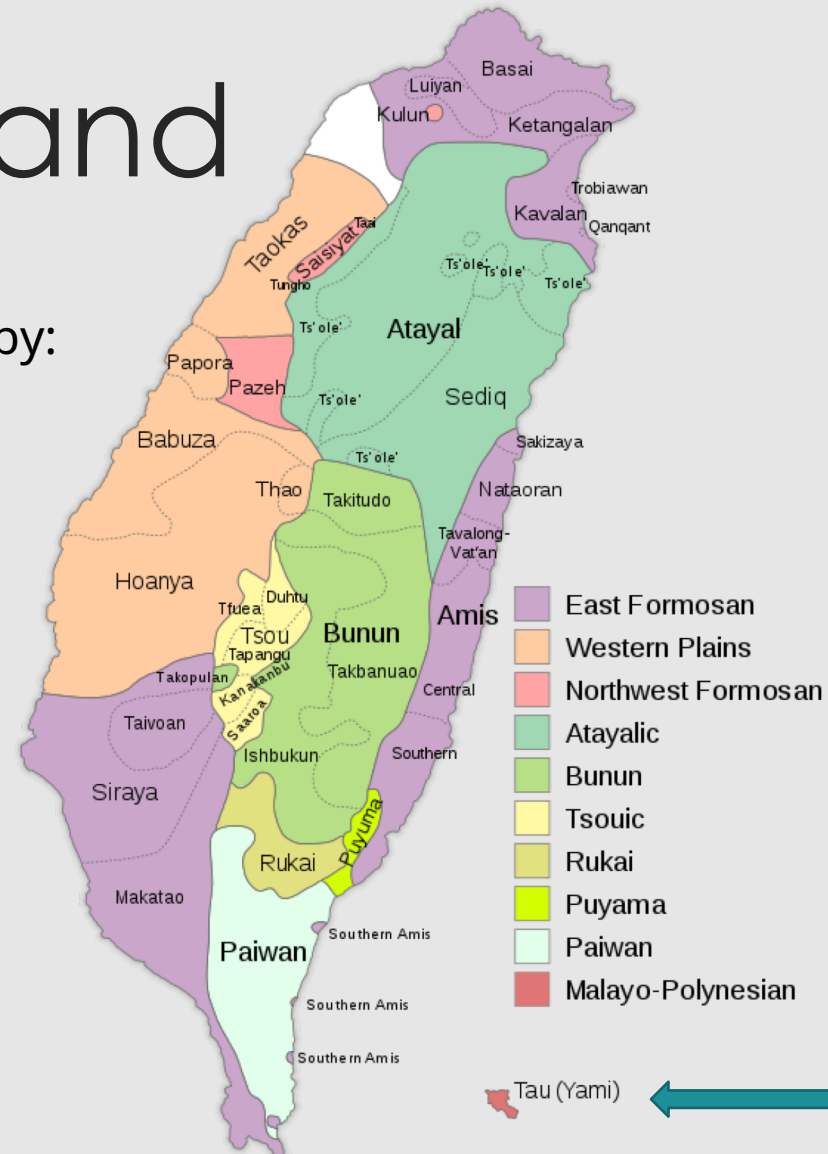 and
by:
Basai
Luiyan
Kulun
Ketangalan
Trobiawan
Kavalan
Qanqant
Taokas
Taai
Saisiyat
Tungho
Ts'ole'
Ts'ole'
Ts'ole'
Ts'ole'
Atayal
Papora
Pazeh
Ts'ole'
Sediq
Babuza
Sakizaya
Ts'ole'
Thao
Takitudo
Nataoran
Tavalong-
Vat'an
Hoanya
Duhtu
Tfuea
Tsou
Tapangu
Bunun
Amis
Takopulan
Kanakanbu
Takbanuao
Central
Saaroa
Taivoan
Ishbukun
Southern
Siraya
Puyuma
Rukai
Makatao
Paiwan
Southern Amis
Southern Amis
Southern Amis
East Formosan
Western Plains
Northwest Formosan
Atayalic
Bunun
Tsouic
Rukai
Puyama
Paiwan
Malayo-Polynesian
Tau (Yami)